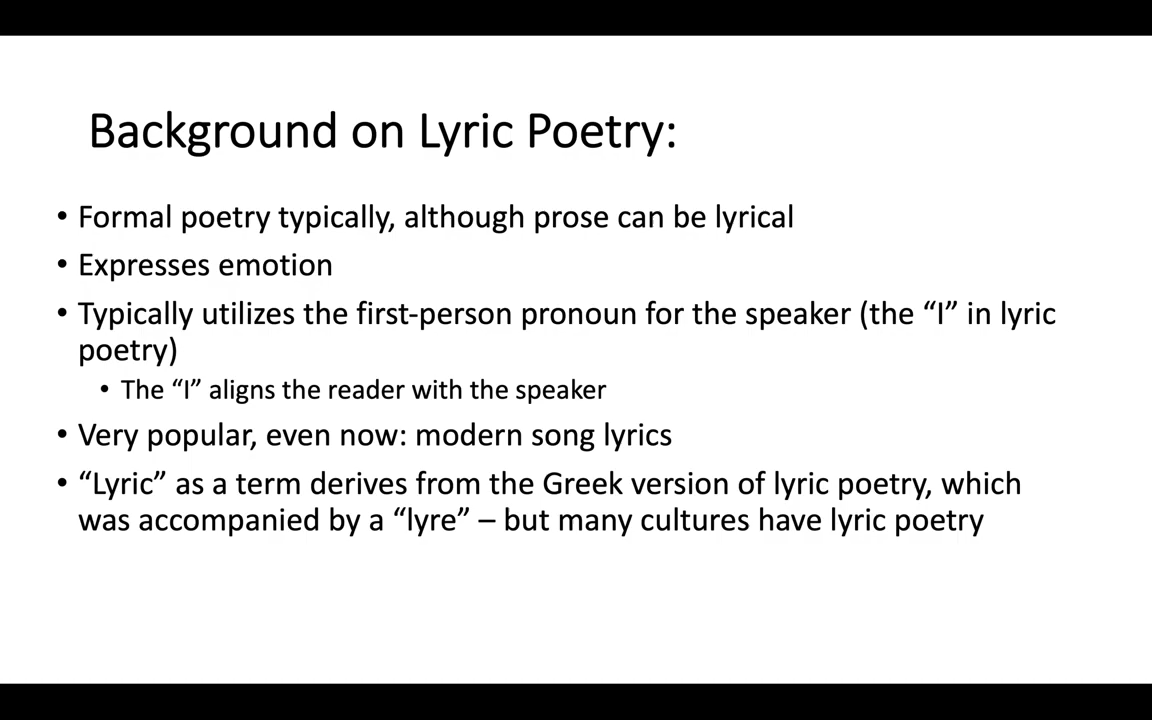 Background on Lyric Poetry:
• Formal poetry typically, although prose can be lyrical
• Expresses emotion
• Typically utilizes the first-person pronoun for the speaker (the “I” in lyric
poetry)
• The “I” aligns the reader with the speaker
• Very popular, even now: modern song lyrics
• “Lyric” as a term derives from the Greek version of lyric poetry, which
was accompanied by a “lyre” – but many cultures have lyric poetry